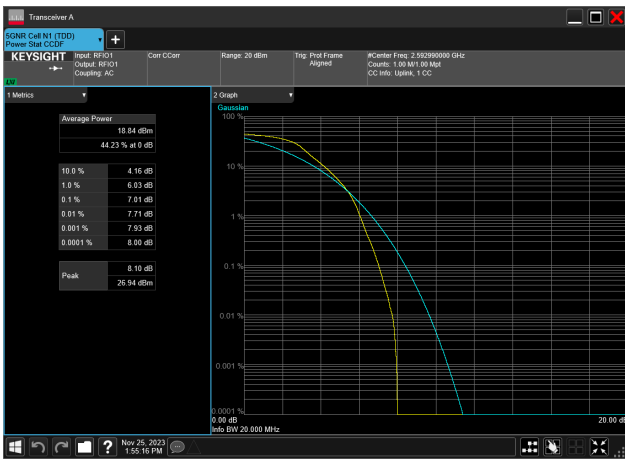 Transceiver A
5GNR Cell N1 (TDD)
Power Stat CCDF
KEYSIGHT
Input: RFIO1
Output: RFIO1
Coupling: AC
Corr CCorr
Range: 20 dBm
Trig: Prot Frame
Aligned
#Center Freq: 2.592990000 GHz
Counts: 1.00 M/1.00 Mpt
CC Info: Uplink, 1 CC
1 Metrics
Average Power
18.84 dBm
44.23 % at 0 dB
10.0 % 4.16 dB
1.0 % 6.03 dB
0.1 % 7.01 dB
0.01 % 7.71 dB
0.001 % 7.93 dB
0.0001 % 8.00 dB
Peak
8.10 dB
26.94 dBm
2 Graph
Gaussian
100 %
10 %
1 %
0.1 %
0.01 %
0.001 %
0.0001 %
0.00 dB
20.00 dB
Info BW 20.000 MHz
Nov 25, 2023
1:55:16 PM